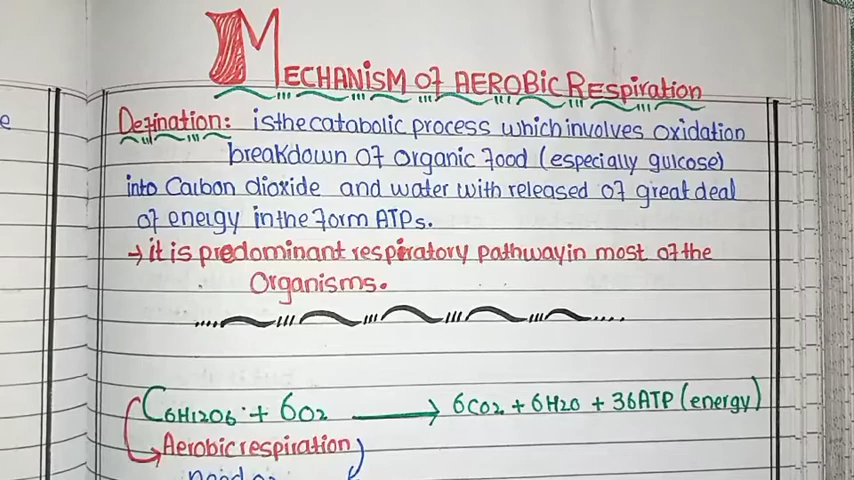 e
MECHANISM OF AEROBIC RESPIRATION
Defination: is the catabolic process which involves oxidation
breakdown of organic food (especially gulcose)
into Carbon dioxide and water with released of great deal
of energy in the form ATPs.
→ it is predominant respiratory pathway in most of the
Organisms.
C6H12O6 + 6O2 → 6CO2 + 6H2O + 36ATP (energy)
Aerobic respiration